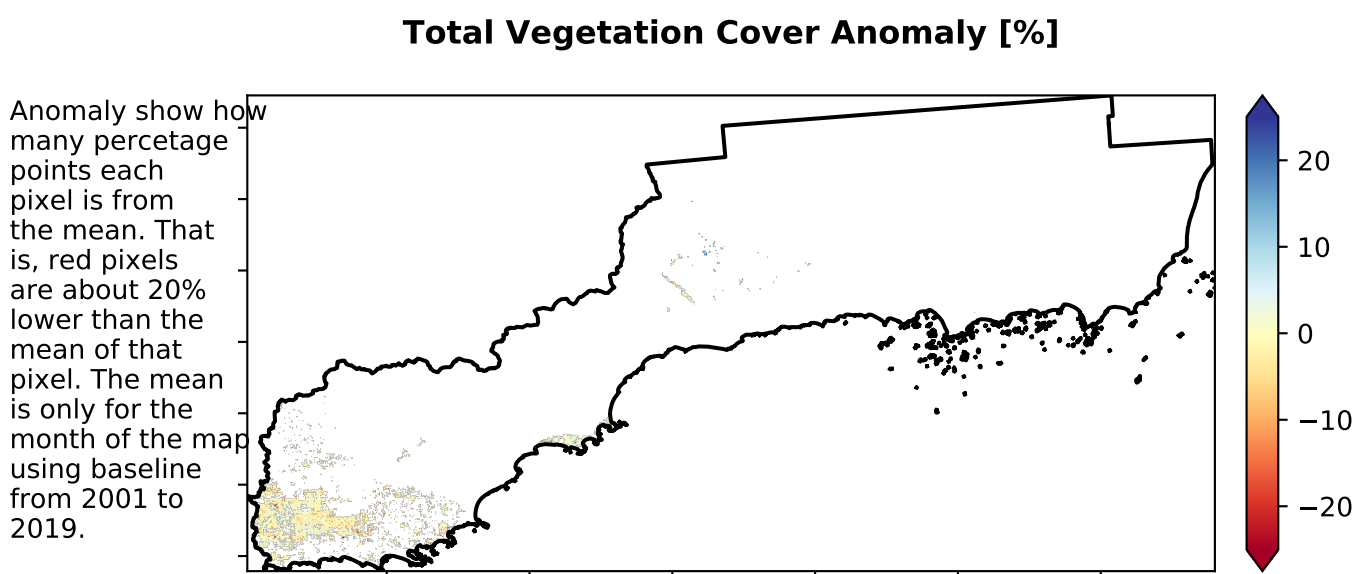 Total Vegetation Cover Anomaly [%]
Anomaly show how
many percetage
points each
pixel is from
the mean. That
is, red pixels
are about 20%
lower than the
mean of that
pixel. The mean
is only for the
month of the map
using baseline
from 2001 to
2019.
20
10
0
−10
−20